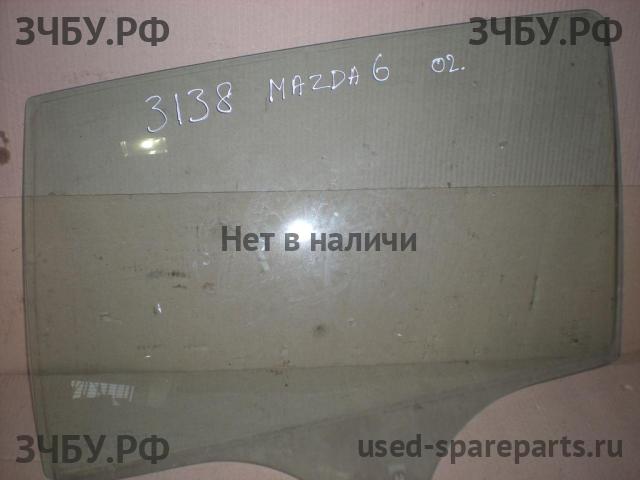 ЗЧБУ.РФ ЗЧБУ.РФ
3138 MAZDA 6 02.
Нет в наличи
ЗЧБУ.РФ used-spareparts.ru